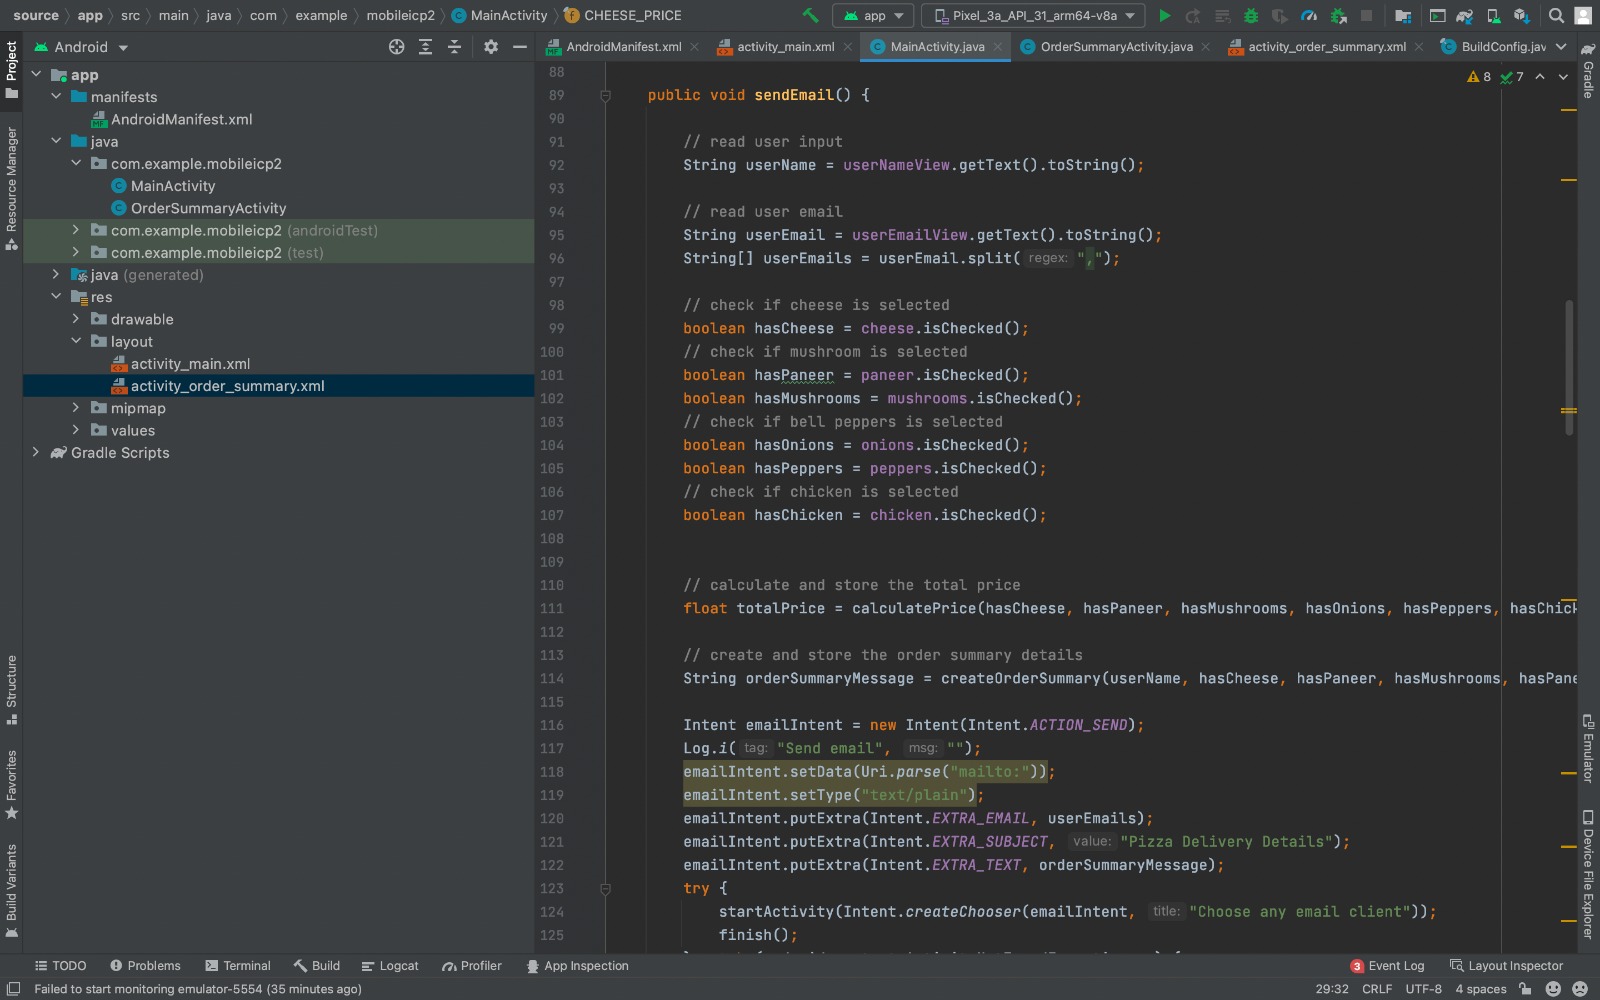 source app src main java com example mobileicp2 MainActivity CHEESE_PRICE app Pixel_3a_API_31_arm64-v8a
Android
AndroidManifest.xml activity_main.xml MainActivity.java OrderSummaryActivity.java activity_order_summary.xml BuildConfig.jav
Project
Resource Manager
Structure
Favorites
Build Variants
app
manifests
AndroidManifest.xml
java
com.example.mobileicp2
MainActivity
OrderSummaryActivity
com.example.mobileicp2 (androidTest)
com.example.mobileicp2 (test)
java (generated)
res
drawable
layout
activity_main.xml
activity_order_summary.xml
mipmap
values
Gradle Scripts
8 7
88
89 public void sendEmail() {
90
91 // read user input
92 String userName = userNameView.getText().toString();
93
94 // read user email
95 String userEmail = userEmailView.getText().toString();
96 String[] userEmails = userEmail.split( regex: ",");
97
98 // check if cheese is selected
99 boolean hasCheese = cheese.isChecked();
100 // check if mushroom is selected
101 boolean hasPaneer = paneer.isChecked();
102 boolean hasMushrooms = mushrooms.isChecked();
103 // check if bell peppers is selected
104 boolean hasOnions = onions.isChecked();
105 boolean hasPeppers = peppers.isChecked();
106 // check if chicken is selected
107 boolean hasChicken = chicken.isChecked();
108
109
110 // calculate and store the total price
111 float totalPrice = calculatePrice(hasCheese, hasPaneer, hasMushrooms, hasOnions, hasPeppers, hasChick
112
113 // create and store the order summary details
114 String orderSummaryMessage = createOrderSummary(userName, hasCheese, hasPaneer, hasMushrooms, hasPane
115
116 Intent emailIntent = new Intent(Intent.ACTION_SEND);
117 Log.i( tag: "Send email", msg: "");
118 emailIntent.setData(Uri.parse("mailto:"));
119 emailIntent.setType("text/plain");
120 emailIntent.putExtra(Intent.EXTRA_EMAIL, userEmails);
121 emailIntent.putExtra(Intent.EXTRA_SUBJECT, value: "Pizza Delivery Details");
122 emailIntent.putExtra(Intent.EXTRA_TEXT, orderSummaryMessage);
123 try {
124 startActivity(Intent.createChooser(emailIntent, title: "Choose any email client"));
125 finish();
Gradle
Emulator
Device File Explorer
TODO Problems Terminal Build Logcat Profiler App Inspection 3 Event Log Layout Inspector
Failed to start monitoring emulator-5554 (35 minutes ago) 29:32 CRLF UTF-8 4 spaces